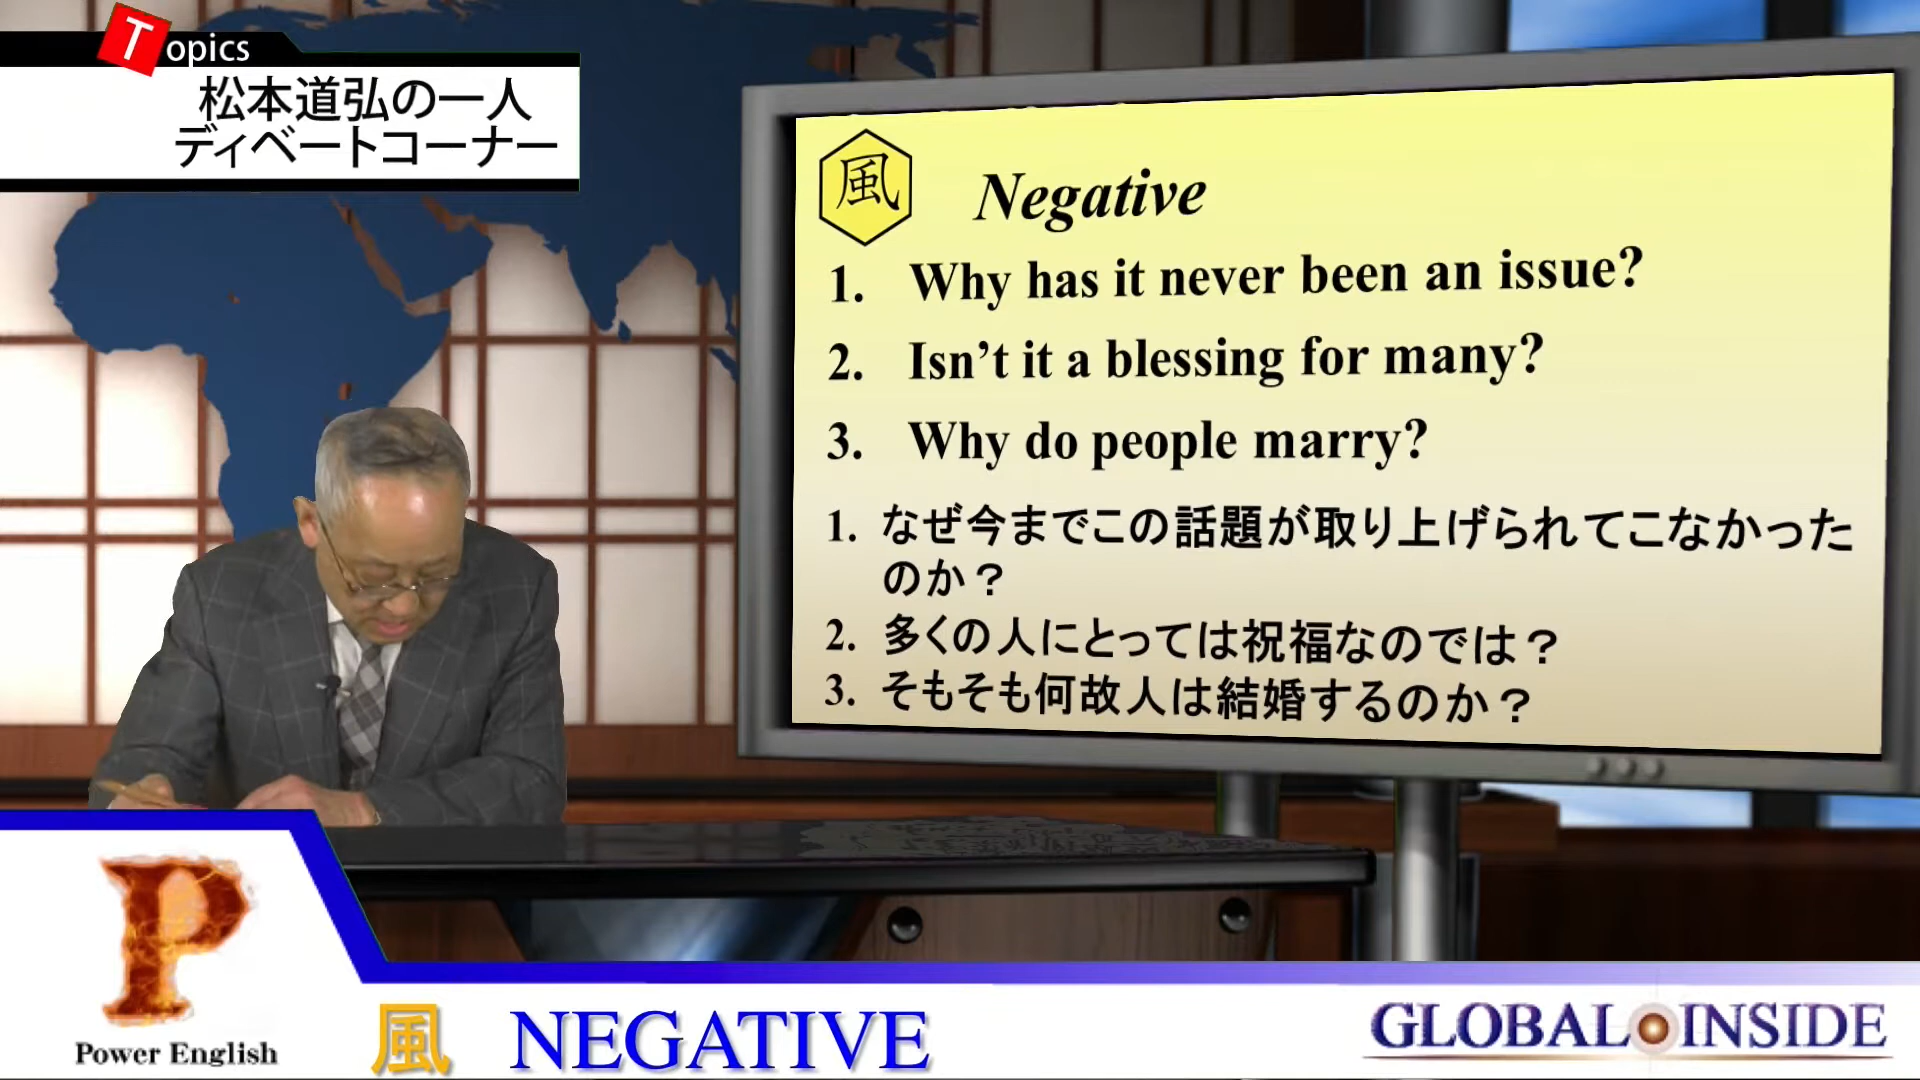 Topics
松本道弘の一人
ディベートコーナー
風 Negative
1. Why has it never been an issue?
2. Isn't it a blessing for many?
3. Why do people marry?
1. なぜ今までこの話題が取り上げられてこなかった
のか？
2. 多くの人にとっては祝福なのでは？
3. そもそも何故人は結婚するのか？
P
Power English
風 NEGATIVE
GLOBAL INSIDE